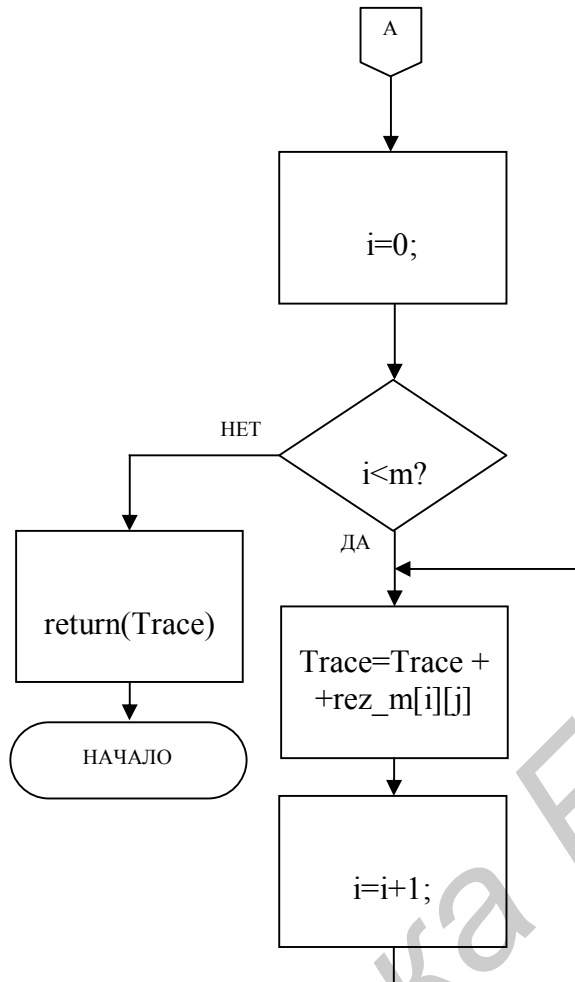 А
i=0;
i<m?
НЕТ
ДА
return(Trace)
Trace=Trace +
+rez_m[i][j]
НАЧАЛО
i=i+1;